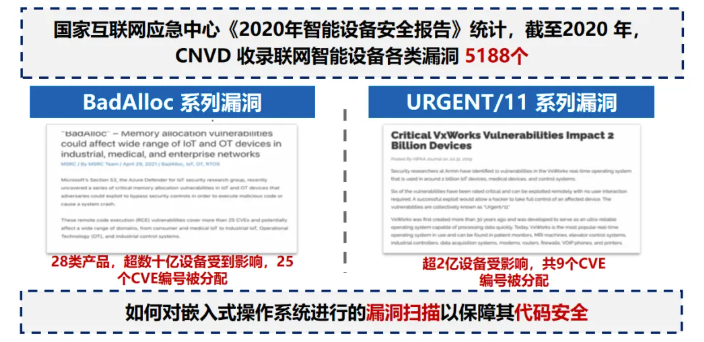 国家互联网应急中心《2020年智能设备安全报告》统计，截至2020 年，
CNVD 收录联网智能设备各类漏洞 5188个
BadAlloc 系列漏洞
"BadAlloc" – Memory allocation vulnerabilities
could affect wide range of IoT and OT devices in
industrial, medical, and enterprise networks
MSRC / By MSRC Team / April 29, 2021 / BadAlloc, IoT, OT, RTOS
Microsoft's Section 52, the Azure Defender for IoT security research group, recently
uncovered a series of critical memory allocation vulnerabilities in IoT and OT devices that
adversaries could exploit to bypass security controls in order to execute malicious code or
cause a system crash.
These remote code execution (RCE) vulnerabilities cover more than 25 CVEs and potentially
affect a wide range of domains, from consumer and medical IoT to Industrial IoT, Operational
Technology (OT), and industrial control systems.
28类产品，超数十亿设备受到影响，25
个CVE编号被分配
URGENT/11 系列漏洞
Critical VxWorks Vulnerabilities Impact 2
Billion Devices
Posted By HIPAA Journal on Jul 31, 2019
Security researchers at Armis have identified 11 vulnerabilities in the VxWorks real-time operating system
that is used in around 2 billion IoT devices, medical devices, and control systems.
Six of the vulnerabilities have been rated critical and can be exploited remotely with no user interaction
required. A successful exploit would allow a hacker to take full control of an affected device. The
vulnerabilities are collectively known as "Urgent/11"
VxWorks was first created more than 30 years ago and was developed to serve as an ultra-reliable
operating system capable of processing data quickly. Today, VxWorks is the most popular real-time
operating system in use and can be found in patient monitors, MRI machines, elevator control systems,
industrial controllers, data acquisition systems, modems, routers, firewalls, VOIP phones, and printers
超2亿设备受影响，共9个CVE
编号被分配
如何对嵌入式操作系统进行的漏洞扫描以保障其代码安全